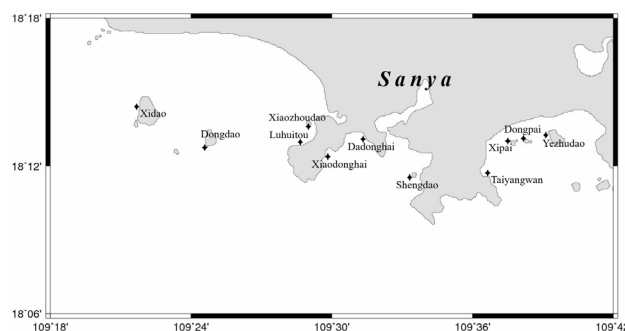 18˚18'
Sanya
Xiaozhoudao
Xidao
Dongpai
Dongdao
Luhuitou
Dadonghai
Xipai
Yezhudao
18˚12'
Xiaodonghai
Shengdao
Taiyangwan
18˚06'
109˚18' 109˚24' 109˚30' 109˚36' 109˚4